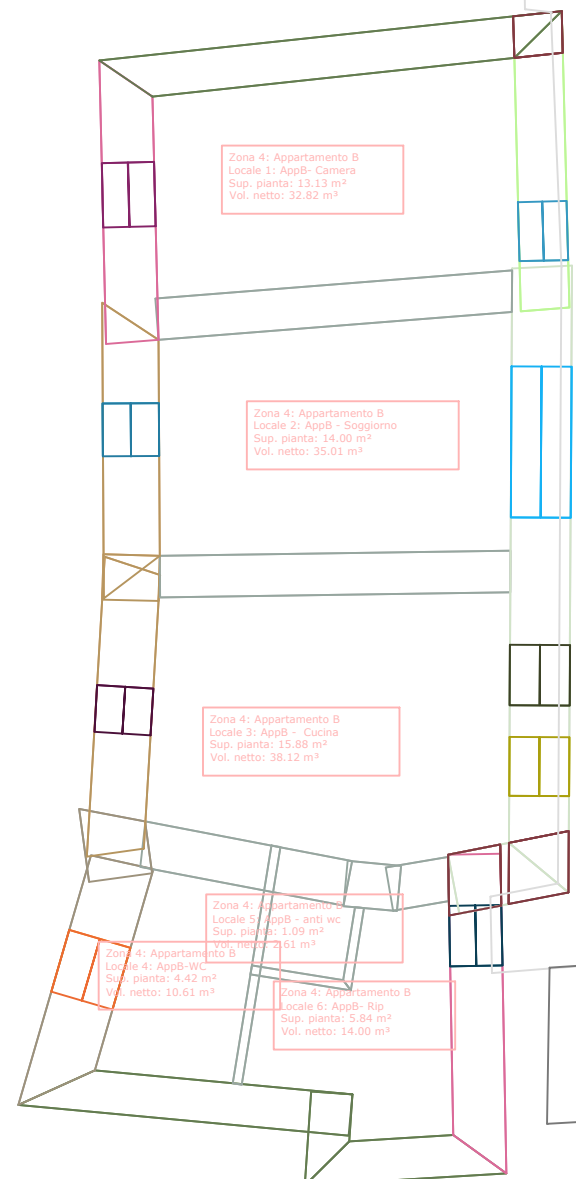 Zona 4: Appartamento B
Locale 1: AppB- Camera
Sup. pianta: 13.13 m²
Vol. netto: 32.82 m³
Zona 4: Appartamento B
Locale 2: AppB - Soggiorno
Sup. pianta: 14.00 m²
Vol. netto: 35.01 m³
Zona 4: Appartamento B
Locale 3: AppB - Cucina
Sup. pianta: 15.88 m²
Vol. netto: 38.12 m³
Zona 4: Appartamento B
Locale 5: AppB - anti wc
Sup. pianta: 1.09 m²
Vol. netto: 2.61 m³
Zona 4: Appartamento B
Locale 4: AppB-WC
Sup. pianta: 4.42 m²
Vol. netto: 10.61 m³
Zona 4: Appartamento B
Locale 6: AppB- Rip
Sup. pianta: 5.84 m²
Vol. netto: 14.00 m³